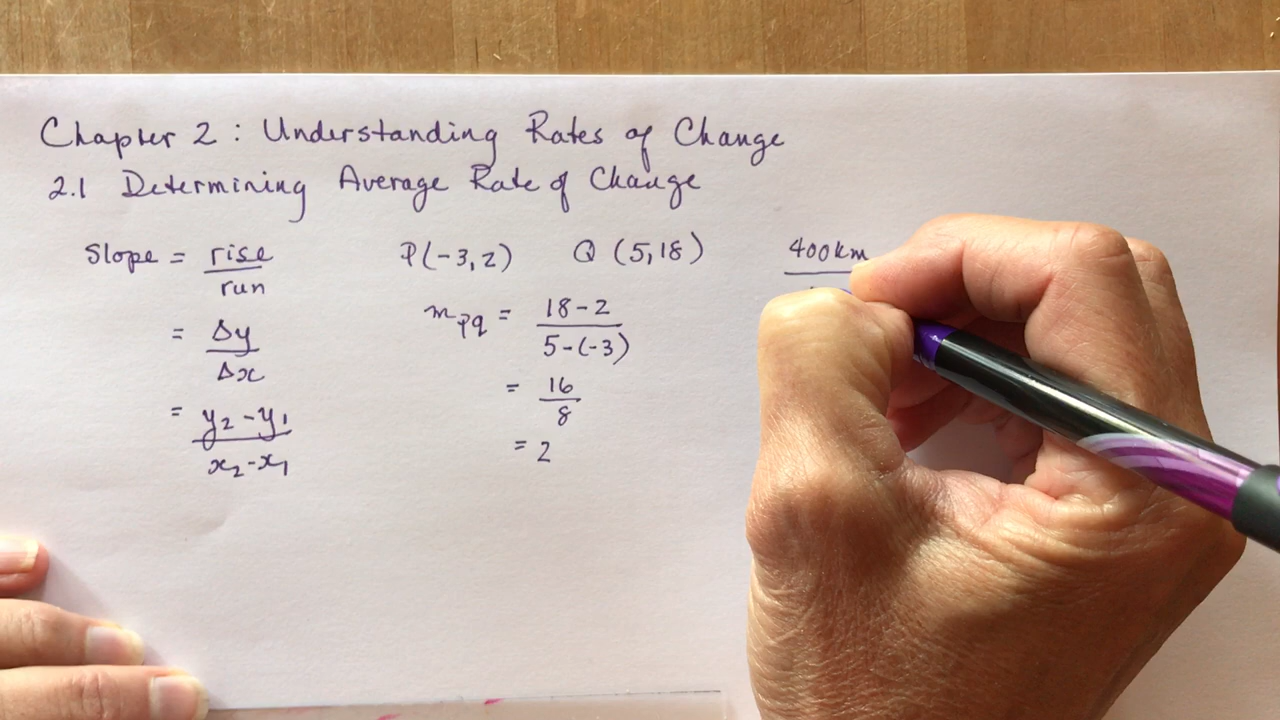 Chapter 2 : Understanding Rates of Change
2.1 Determining Average Rate of Change
Slope = rise
run
= Δy
Δx
= y₂ - y₁
x₂ - x₁
P(-3,2) Q (5,18)
m_PQ = 18 - 2
5 - (-3)
= 16
8
= 2
400km